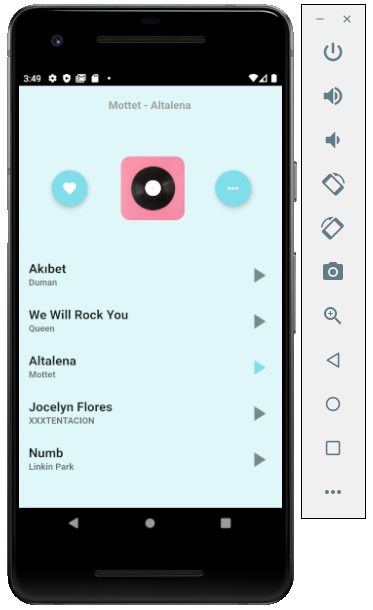 3:49
Mottet - Altalena
Akıbet
Duman
We Will Rock You
Queen
Altalena
Mottet
Jocelyn Flores
XXXTENTACION
Numb
Linkin Park